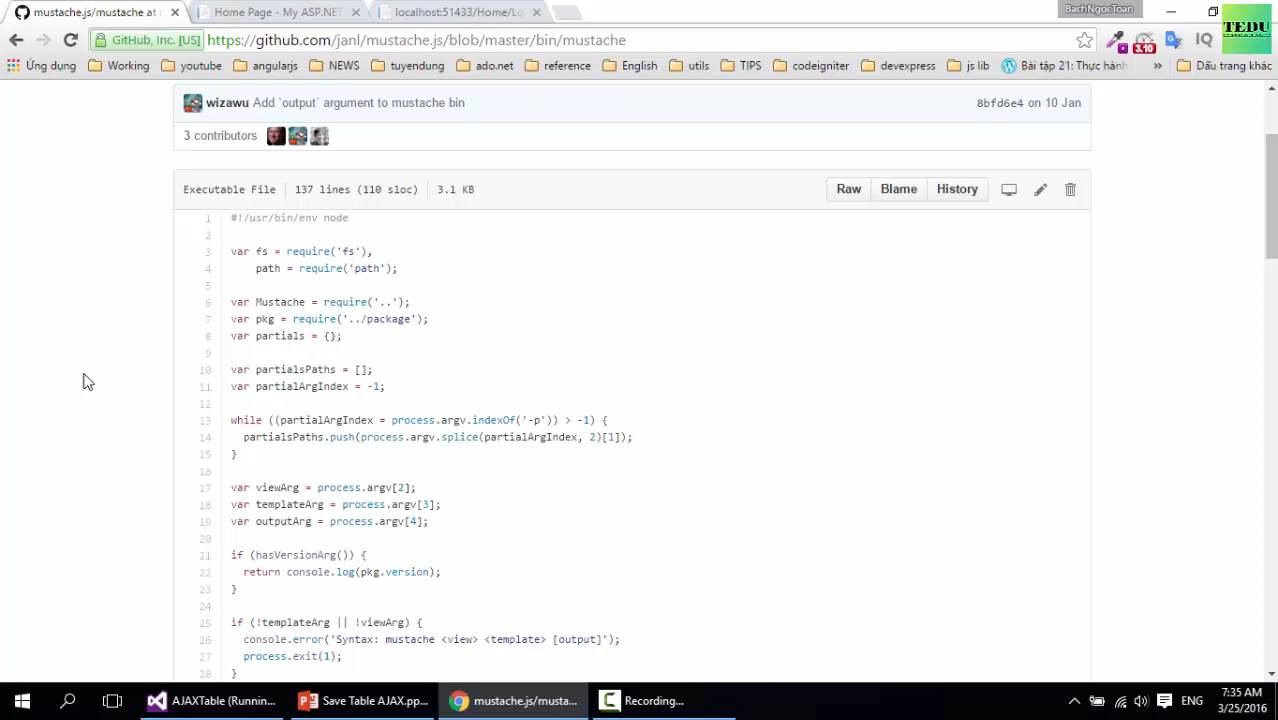 mustache.js/mustache at
Home Page - My ASP.NET
localhost:51433/Home/Lo
BachNgocToan
TEDU
GitHub, Inc. [US]
https://github.com/janl/mustache.js/blob/master/bin/mustache
3.10
IQ
Ứng dụng
Working
youtube
angularjs
NEWS
tuyendung
ado.net
reference
English
utils
TIPS
codeigniter
devexpress
js lib
Bài tập 21: Thực hành
»
Dấu trang khác
wizawu Add `output` argument to mustache bin
8bfd6e4 on 10 Jan
3 contributors
Executable File
137 lines (110 sloc)
3.1 KB
Raw
Blame
History
1 #!/usr/bin/env node
2
3 var fs = require('fs'),
4 path = require('path');
5
6 var Mustache = require('..');
7 var pkg = require('../package');
8 var partials = {};
9
10 var partialsPaths = [];
11 var partialArgIndex = -1;
12
13 while ((partialArgIndex = process.argv.indexOf('-p')) > -1) {
14 partialsPaths.push(process.argv.splice(partialArgIndex, 2)[1]);
15 }
16
17 var viewArg = process.argv[2];
18 var templateArg = process.argv[3];
19 var outputArg = process.argv[4];
20
21 if (hasVersionArg()) {
22 return console.log(pkg.version);
23 }
24
25 if (!templateArg || !viewArg) {
26 console.error('Syntax: mustache <view> <template> [output]');
27 process.exit(1);
28 }
AJAXTable (Runnin...
Save Table AJAX.pp...
mustache.js/musta...
Recording...
ENG
7:35 AM
3/25/2016